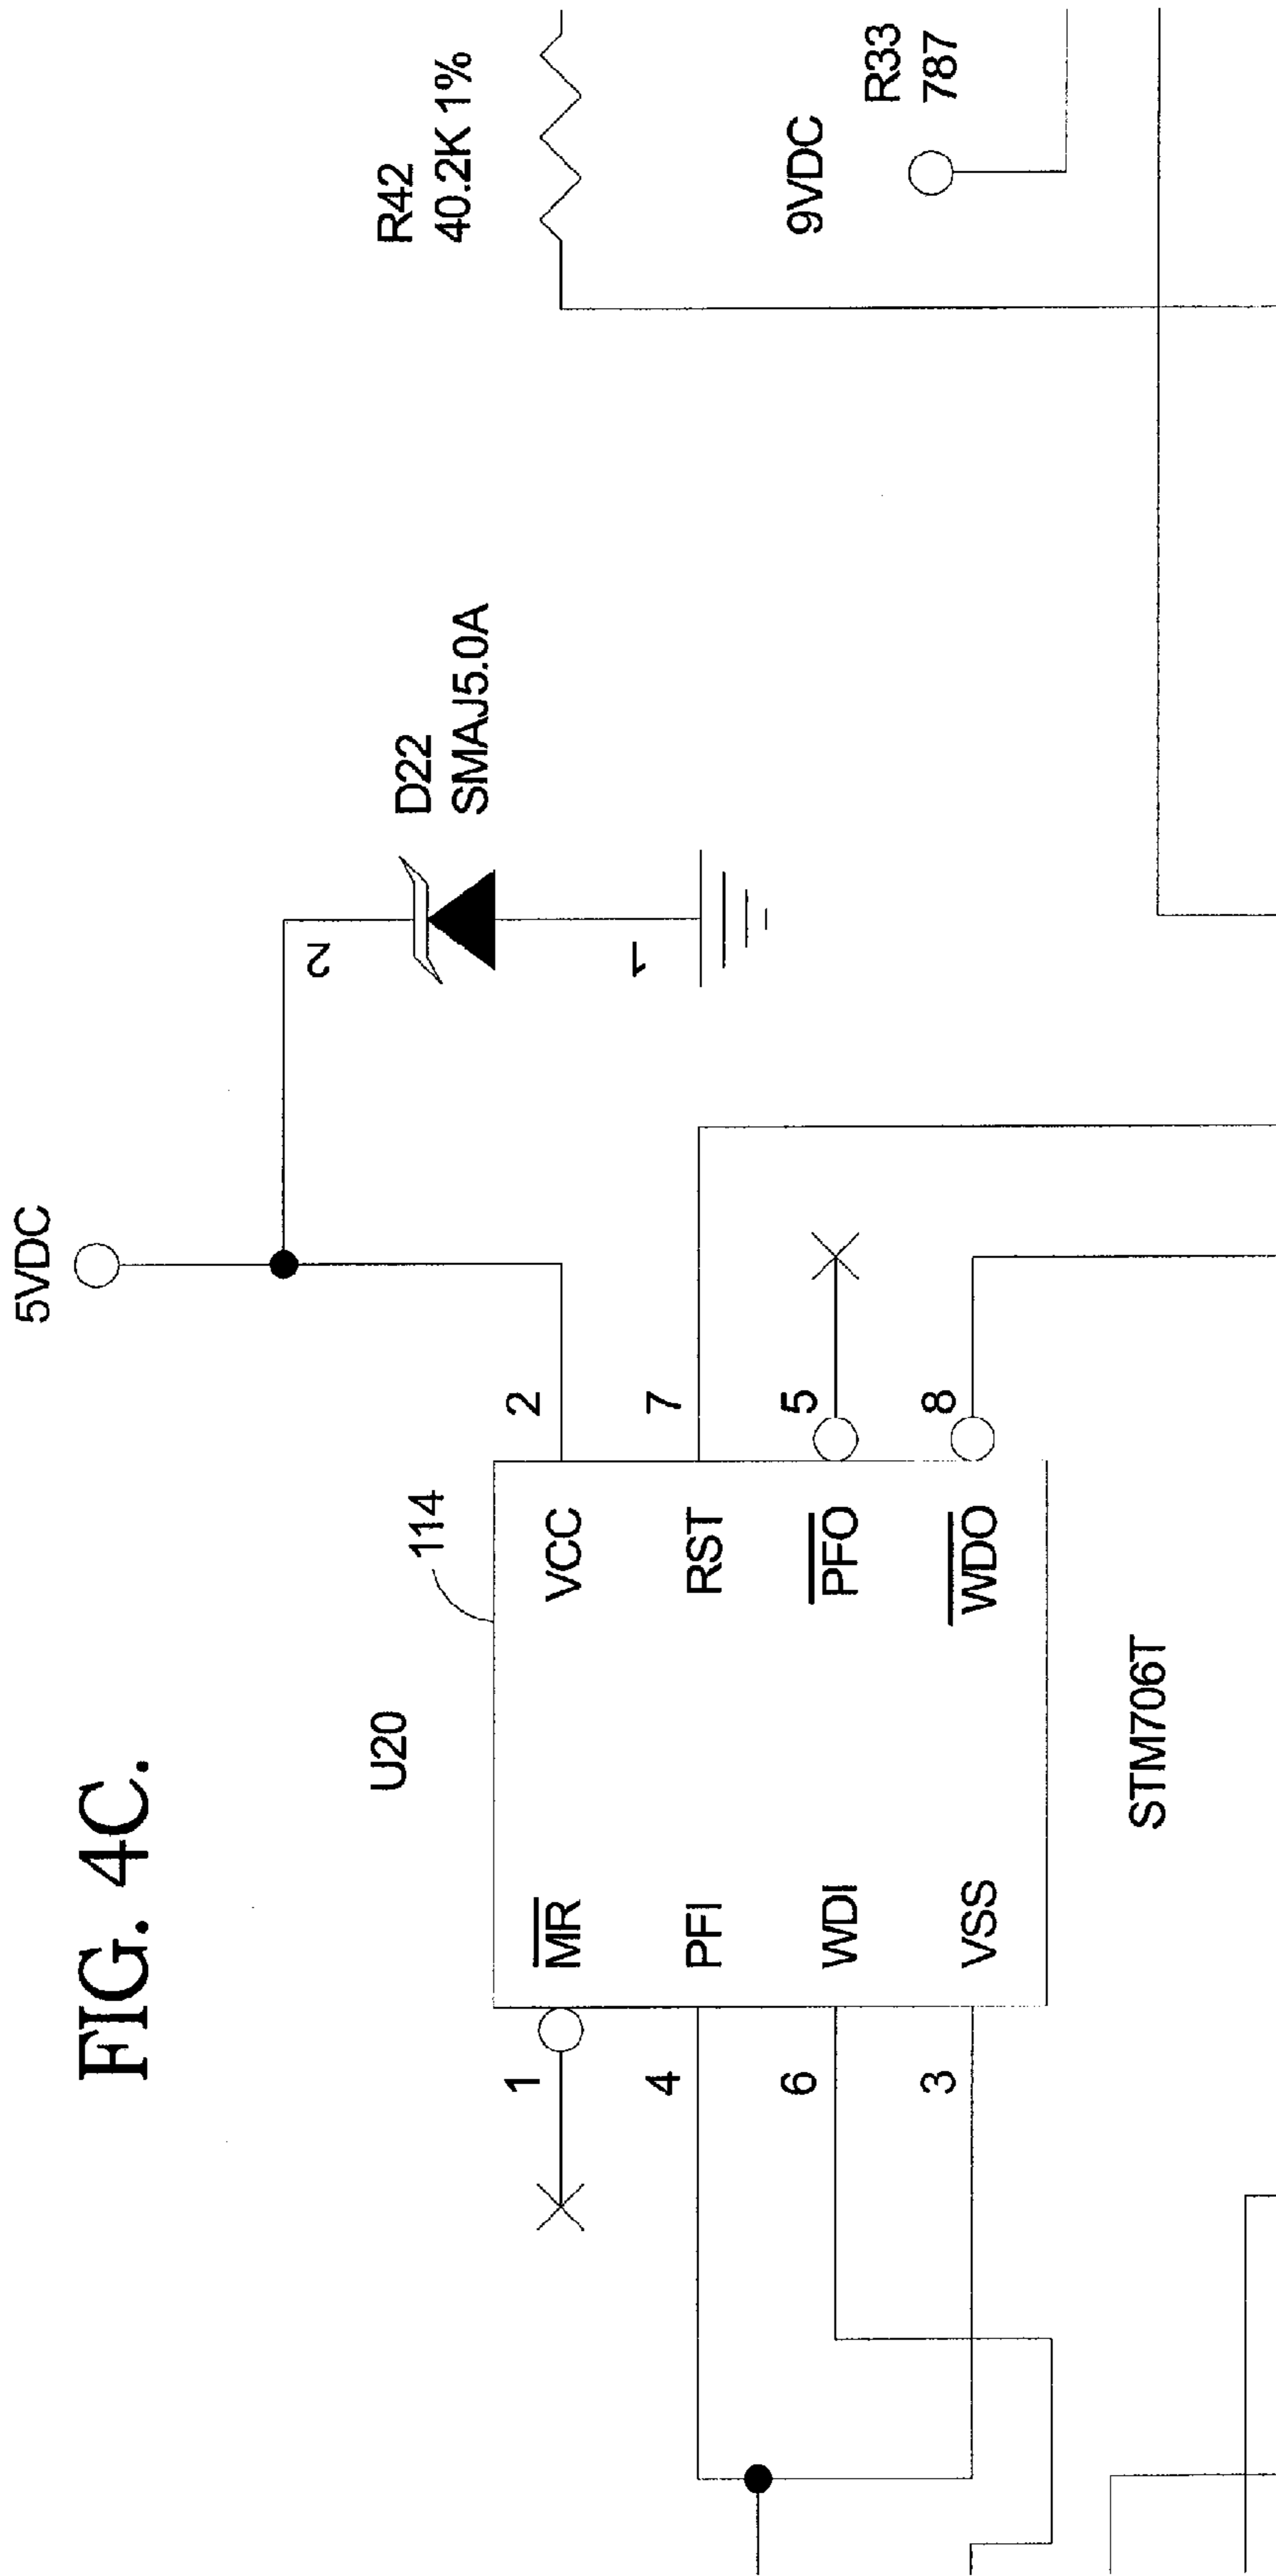 FIG. 4C.
5VDC
U20
114
STM706T
MR
PFI
WDI
VSS
VCC
RST
PFO
WDO
1
4
6
3
2
7
5
8
2
1
D22
SMAJ5.0A
R42
40.2K 1%
9VDC
R33
787